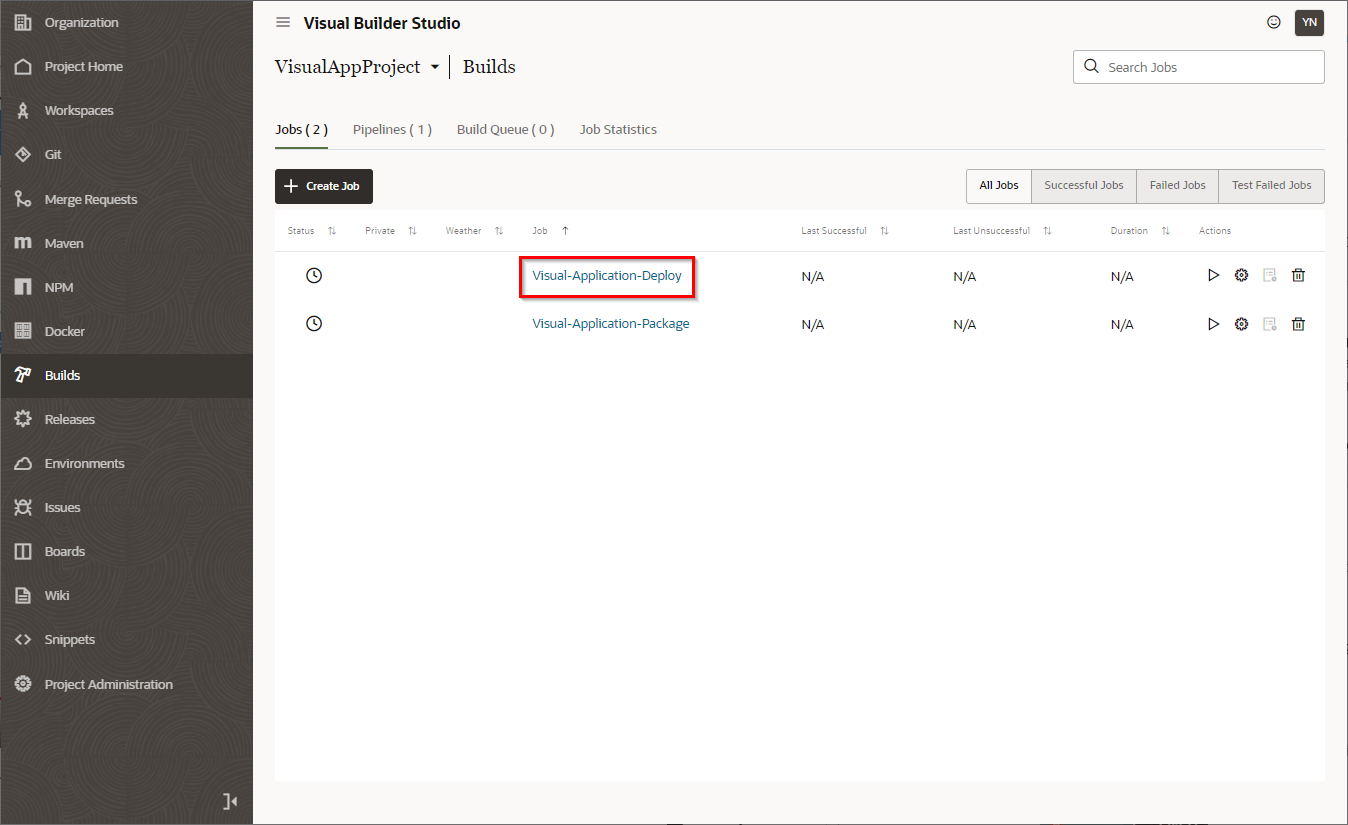 Organization
Project Home
Workspaces
Git
Merge Requests
Maven
NPM
Docker
Builds
Releases
Environments
Issues
Boards
Wiki
Snippets
Project Administration
Visual Builder Studio
YN
VisualAppProject Builds
Search Jobs
Jobs ( 2 ) Pipelines ( 1 ) Build Queue ( 0 ) Job Statistics
Create Job
All Jobs Successful Jobs Failed Jobs Test Failed Jobs
Status Private Weather Job Last Successful Last Unsuccessful Duration Actions
Visual-Application-Deploy N/A N/A N/A
Visual-Application-Package N/A N/A N/A